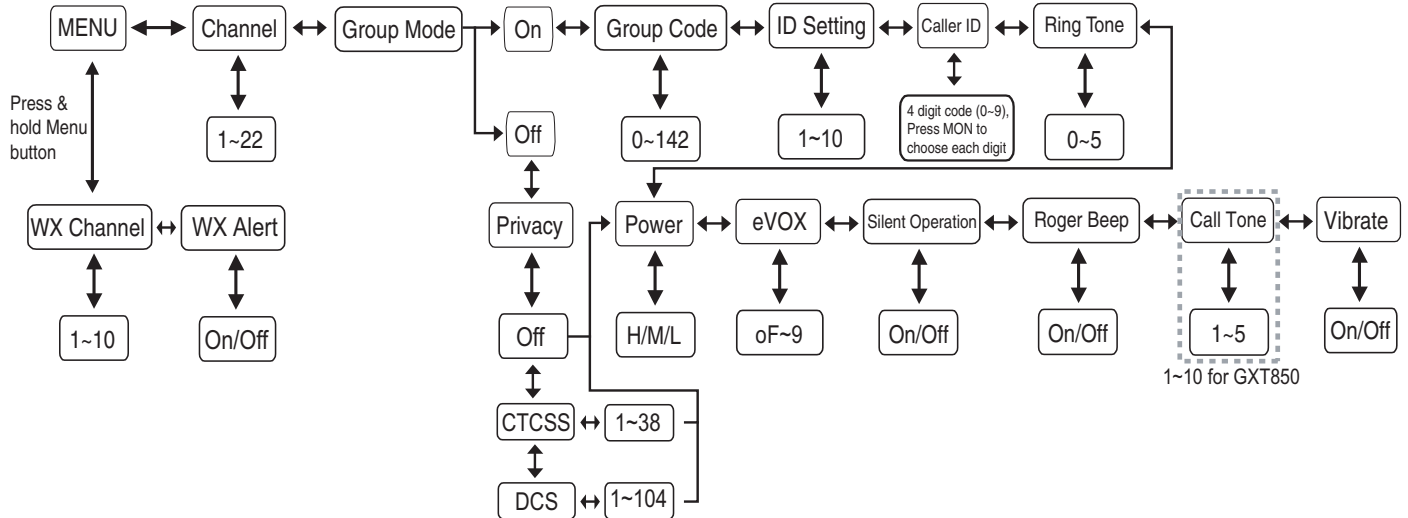 MENU
Channel
Group Mode
On
Group Code
ID Setting
Caller ID
Ring Tone
Press &
hold Menu
button
1~22
Off
0~142
1~10
4 digit code (0~9),
Press MON to
choose each digit
0~5
WX Channel
WX Alert
Privacy
Power
eVOX
Silent Operation
Roger Beep
Call Tone
Vibrate
1~10
On/Off
Off
H/M/L
oF~9
On/Off
On/Off
1~5
On/Off
1~10 for GXT850
CTCSS
1~38
DCS
1~104